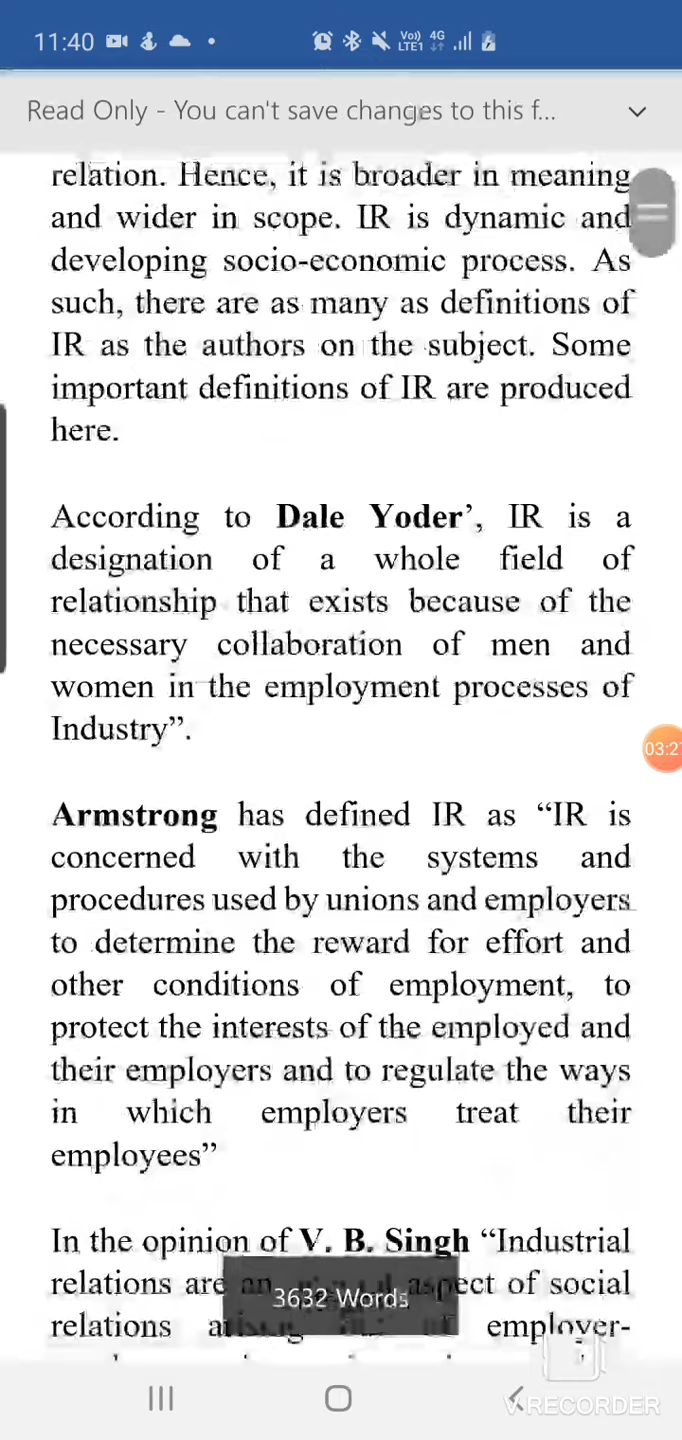 11:40
Vo)) 4G
LTE1
Read Only - You can't save changes to this f...
relation. Hence, it is broader in meaning
and wider in scope. IR is dynamic and
developing socio-economic process. As
such, there are as many as definitions of
IR as the authors on the subject. Some
important definitions of IR are produced
here.
According to Dale Yoder’, IR is a
designation of a whole field of
relationship that exists because of the
necessary collaboration of men and
women in the employment processes of
Industry”.
03:27
Armstrong has defined IR as “IR is
concerned with the systems and
procedures used by unions and employers
to determine the reward for effort and
other conditions of employment, to
protect the interests of the employed and
their employers and to regulate the ways
in which employers treat their
employees”
In the opinion of V. B. Singh “Industrial
relations are an aspect of social
3632 Words
relations employer-
V RECORDER